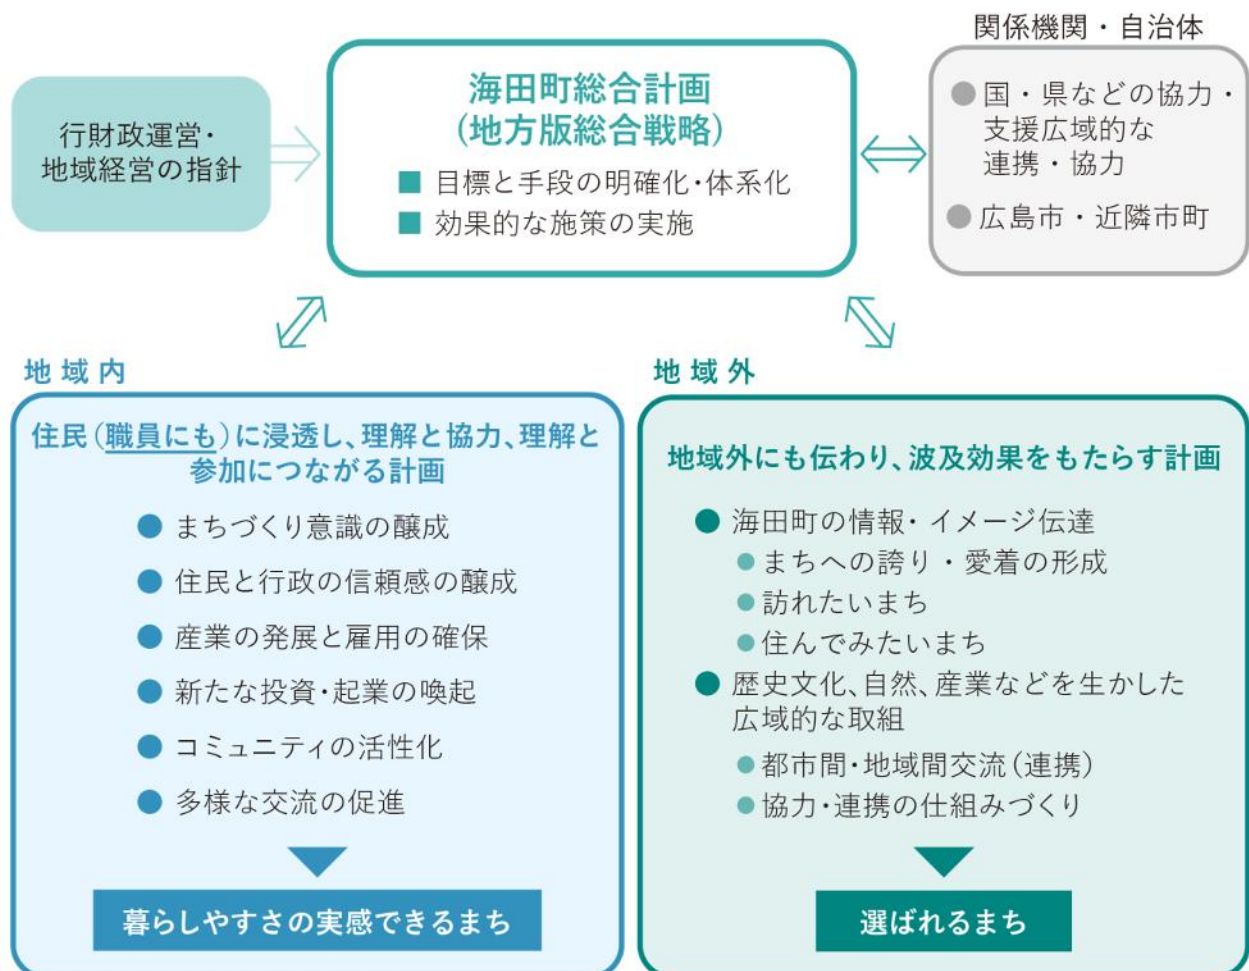 関係機関・自治体
行財政運営・
地域経営の指針
海田町総合計画
(地方版総合戦略)
■ 目標と手段の明確化・体系化
■ 効果的な施策の実施
● 国・県などの協力・
支援広域的な
連携・協力
● 広島市・近隣市町
地域内
住民(職員にも)に浸透し、理解と協力、理解と
参加につながる計画
● まちづくり意識の醸成
● 住民と行政の信頼感の醸成
● 産業の発展と雇用の確保
● 新たな投資・起業の喚起
● コミュニティの活性化
● 多様な交流の促進
暮らしやすさの実感できるまち
地域外
地域外にも伝わり、波及効果をもたらす計画
● 海田町の情報・イメージ伝達
● まちへの誇り・愛着の形成
● 訪れたいまち
● 住んでみたいまち
● 歴史文化、自然、産業などを生かした
広域的な取組
● 都市間・地域間交流(連携)
● 協力・連携の仕組みづくり
選ばれるまち